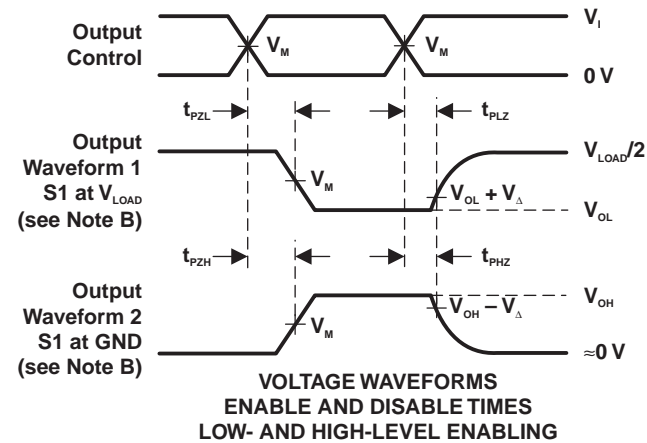 Output
Control
V_M
V_M
V_I
0 V
t_PZL
t_PLZ
Output
Waveform 1
S1 at V_LOAD
(see Note B)
V_M
V_OL + V_Δ
V_LOAD/2
V_OL
t_PZH
t_PHZ
Output
Waveform 2
S1 at GND
(see Note B)
V_M
V_OH – V_Δ
V_OH
≈0 V
VOLTAGE WAVEFORMS
ENABLE AND DISABLE TIMES
LOW- AND HIGH-LEVEL ENABLING